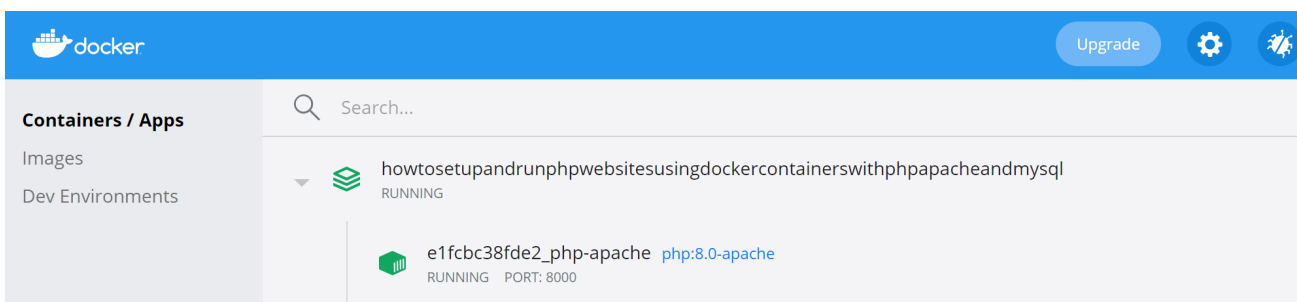 docker
Upgrade
Containers / Apps
Images
Dev Environments
Search...
howtosetupandrunphpwebsitesusingdockercontainerswithphpapacheandmysql
RUNNING
e1fcbc38fde2_php-apache php:8.0-apache
RUNNING PORT: 8000